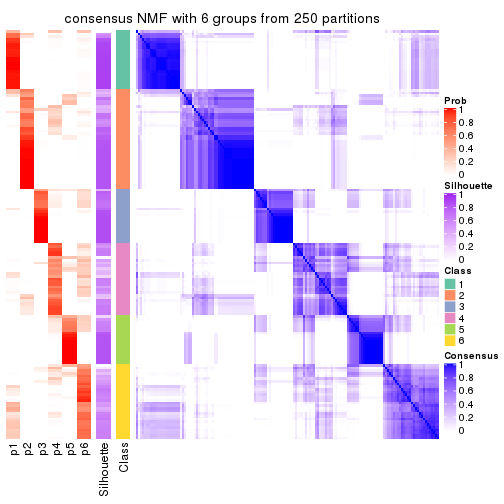 consensus NMF with 6 groups from 250 partitions
Prob
1
0.8
0.6
0.4
0.2
0
Silhouette
1
0.8
0.6
0.4
0.2
0
Class
1
2
3
4
5
6
Consensus
1
0.8
0.6
0.4
0.2
0
p1
p2
p3
p4
p5
p6
Silhouette
Class